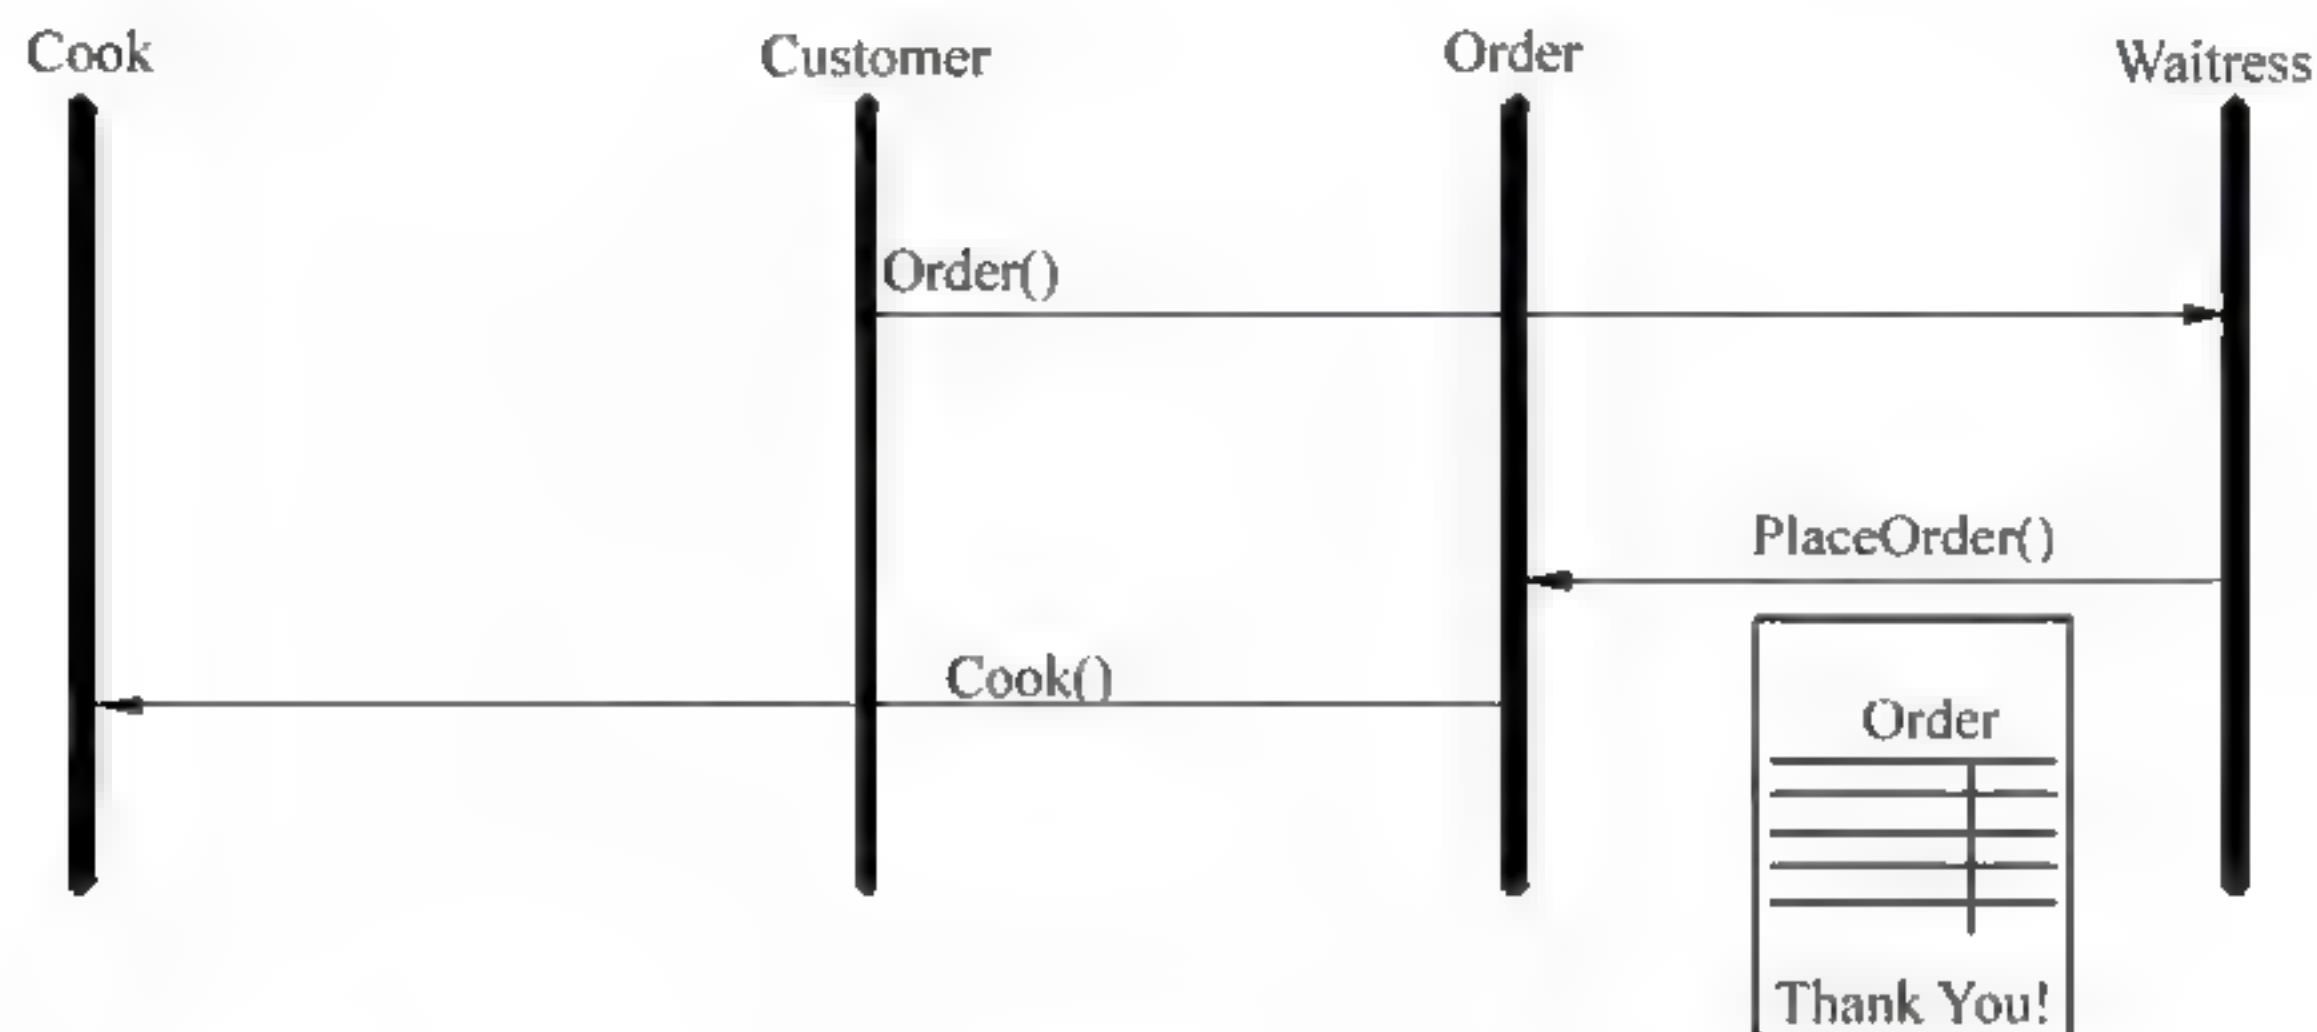 Cook Customer Order Waitress
Order()
PlaceOrder()
Cook()
Order
Thank You!